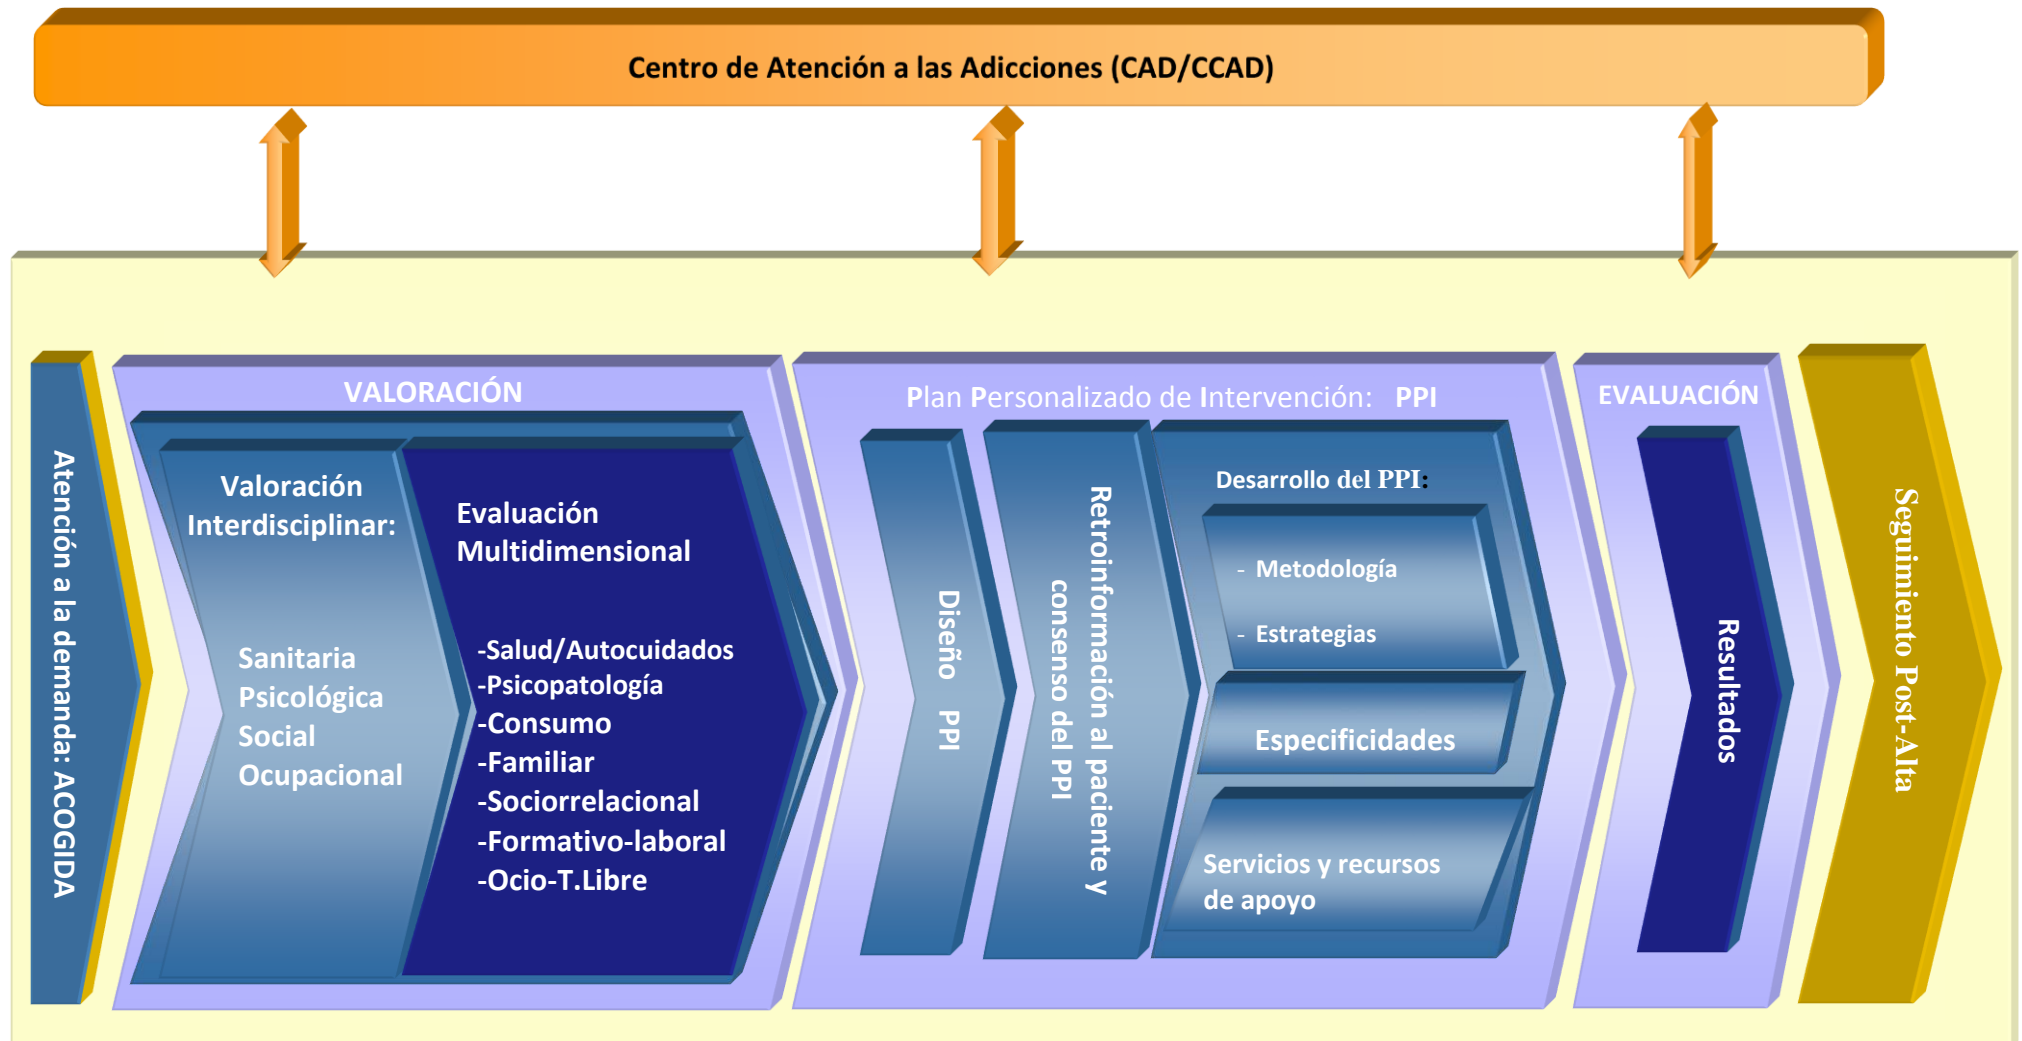 Centro de Atención a las Adicciones (CAD/CCAD)
Atención a la demanda: ACOGIDA
VALORACIÓN
Valoración
Interdisciplinar:
Sanitaria
Psicológica
Social
Ocupacional
Evaluación
Multidimensional
-Salud/Autocuidados
-Psicopatología
-Consumo
-Familiar
-Sociorrelacional
-Formativo-laboral
-Ocio-T.Libre
Plan Personalizado de Intervención: PPI
Diseño PPI
Retroinformación al paciente y
consenso del PPI
Desarrollo del PPI:
- Metodología
- Estrategias
Especificidades
Servicios y recursos
de apoyo
EVALUACIÓN
Resultados
Seguimiento Post-Alta